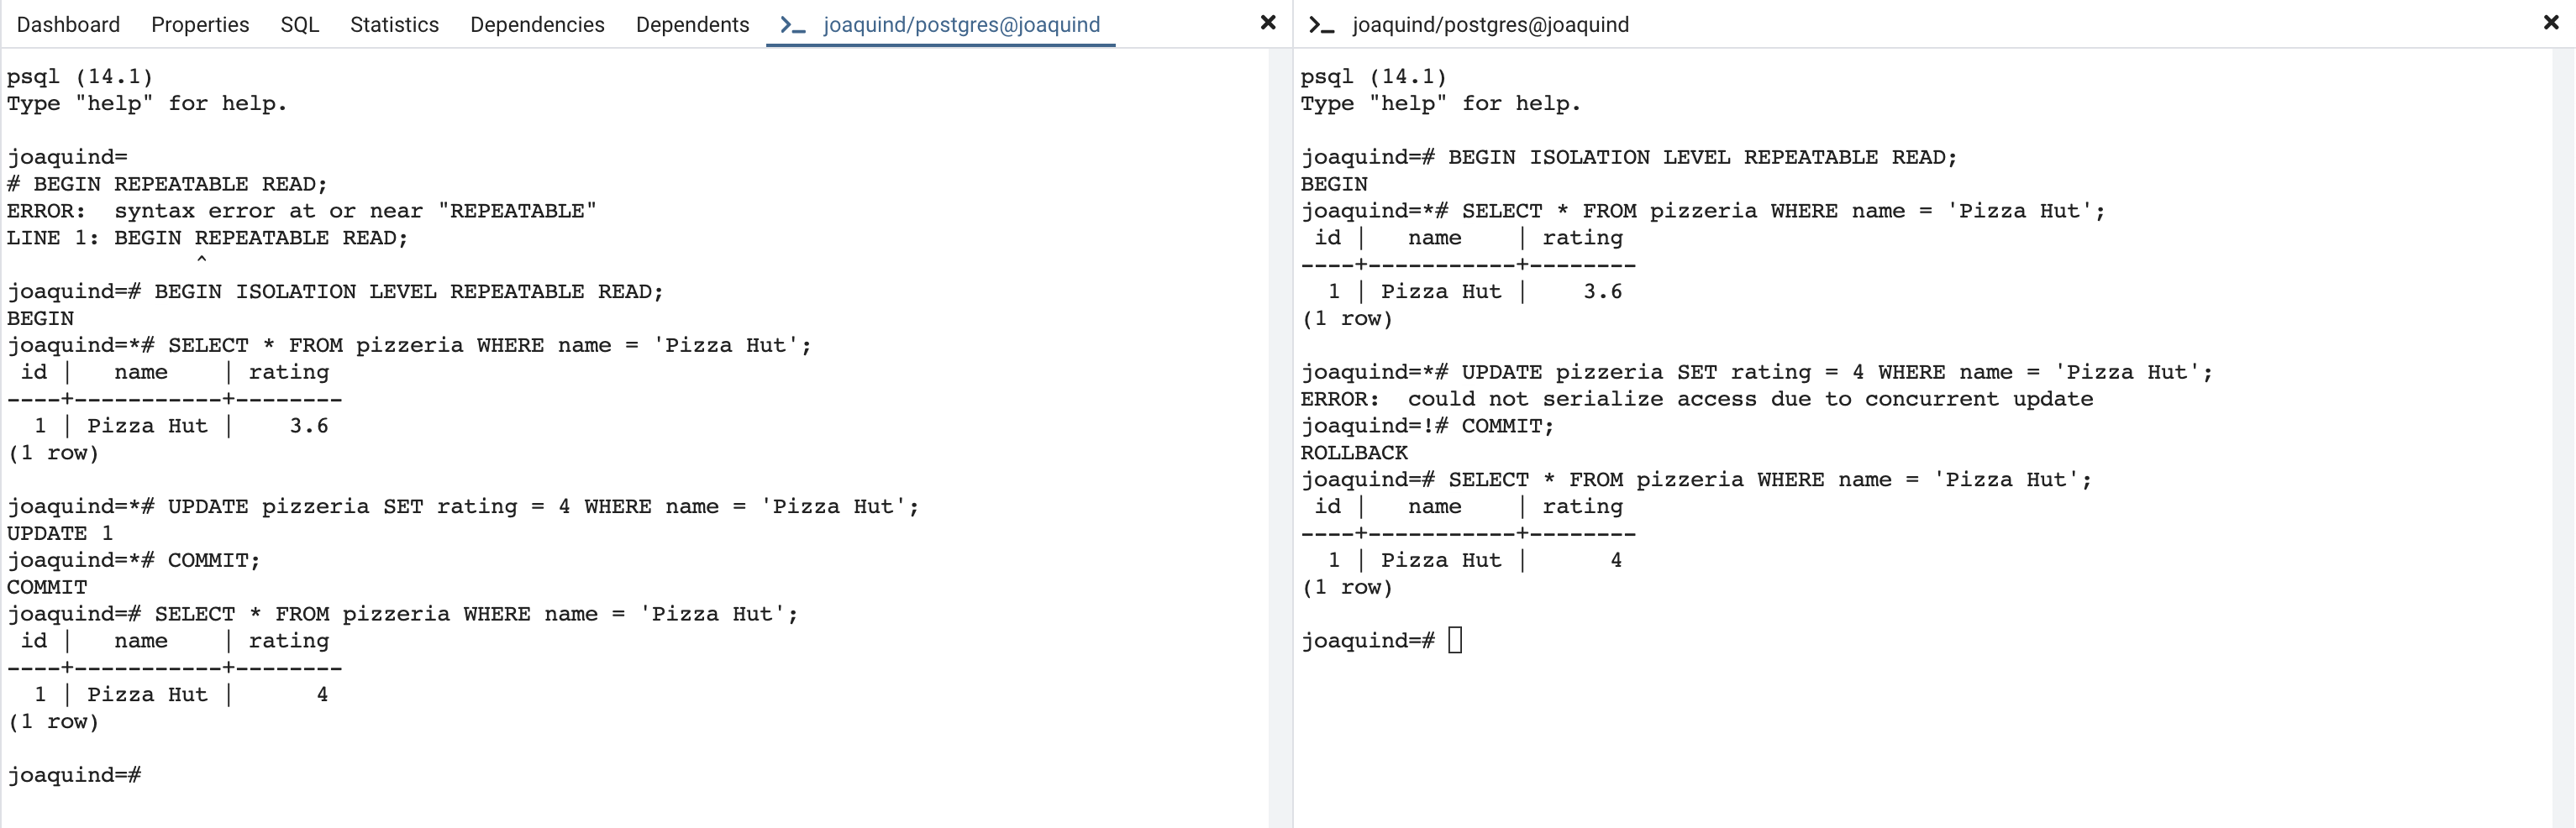 Dashboard Properties SQL Statistics Dependencies Dependents >_ joaquind/postgres@joaquind ×
psql (14.1)
Type "help" for help.

joaquind=
# BEGIN REPEATABLE READ;
ERROR:  syntax error at or near "REPEATABLE"
LINE 1: BEGIN REPEATABLE READ;
              ^
joaquind=# BEGIN ISOLATION LEVEL REPEATABLE READ;
BEGIN
joaquind=*# SELECT * FROM pizzeria WHERE name = 'Pizza Hut';
 id |   name    | rating
----+-----------+--------
  1 | Pizza Hut |    3.6
(1 row)

joaquind=*# UPDATE pizzeria SET rating = 4 WHERE name = 'Pizza Hut';
UPDATE 1
joaquind=*# COMMIT;
COMMIT
joaquind=# SELECT * FROM pizzeria WHERE name = 'Pizza Hut';
 id |   name    | rating
----+-----------+--------
  1 | Pizza Hut |      4
(1 row)

joaquind=#
>_ joaquind/postgres@joaquind ×
psql (14.1)
Type "help" for help.

joaquind=# BEGIN ISOLATION LEVEL REPEATABLE READ;
BEGIN
joaquind=*# SELECT * FROM pizzeria WHERE name = 'Pizza Hut';
 id |   name    | rating
----+-----------+--------
  1 | Pizza Hut |    3.6
(1 row)

joaquind=*# UPDATE pizzeria SET rating = 4 WHERE name = 'Pizza Hut';
ERROR:  could not serialize access due to concurrent update
joaquind=!# COMMIT;
ROLLBACK
joaquind=# SELECT * FROM pizzeria WHERE name = 'Pizza Hut';
 id |   name    | rating
----+-----------+--------
  1 | Pizza Hut |      4
(1 row)

joaquind=#